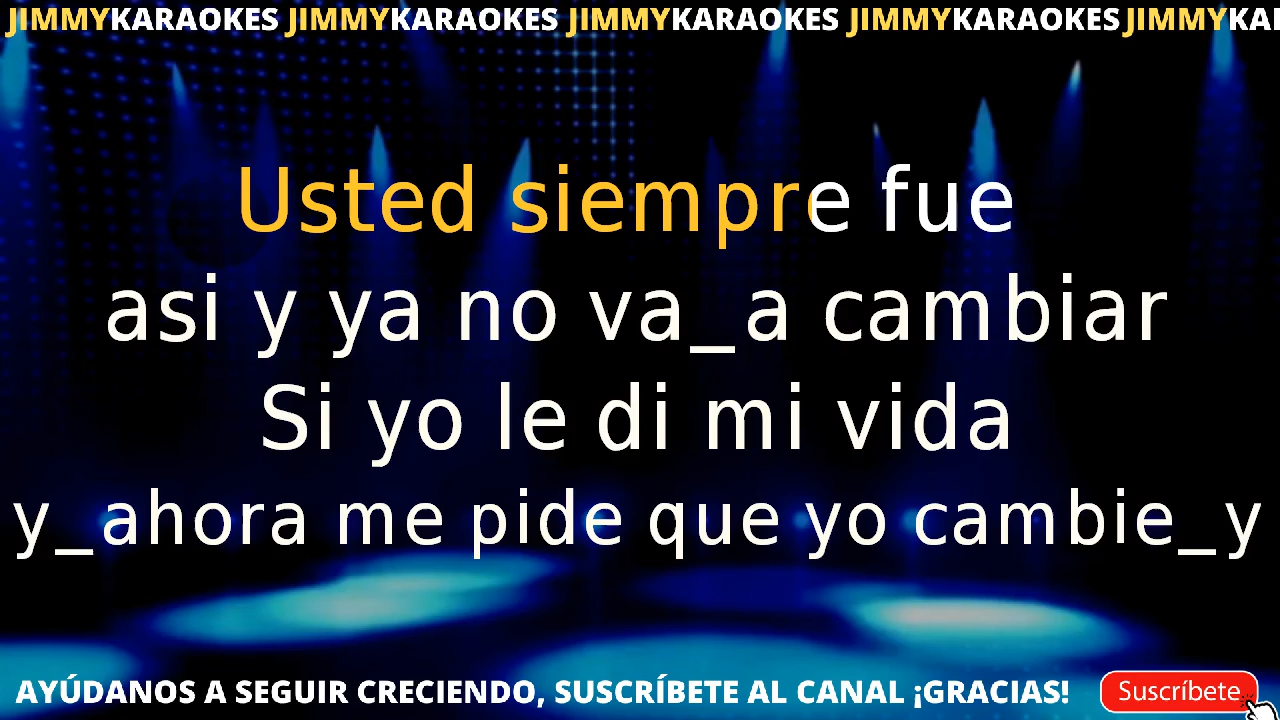 JIMMYKARAOKES JIMMYKARAOKES JIMMYKARAOKES JIMMYKARAOKES JIMMYKA
Usted siempre fue
asi y ya no va_a cambiar
Si yo le di mi vida
y_ahora me pide que yo cambie_y
AYÚDANOS A SEGUIR CRECIENDO, SUSCRÍBETE AL CANAL ¡GRACIAS! Suscríbete